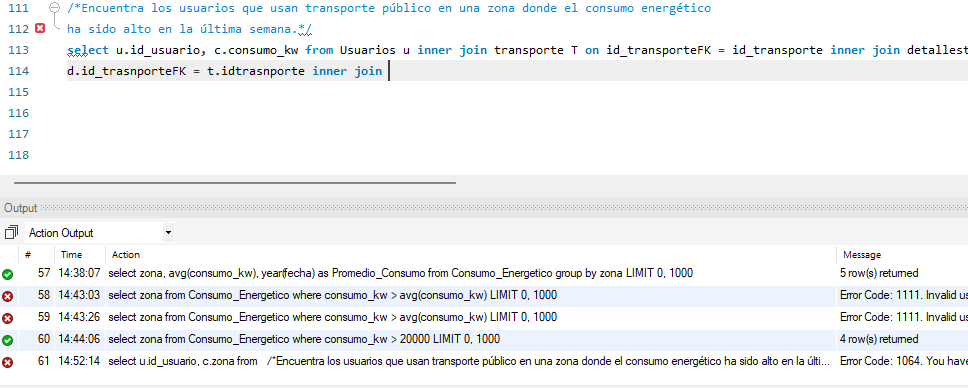 111 /*Encuentra los usuarios que usan transporte público en una zona donde el consumo energético
112 ha sido alto en la última semana.*/
113 select u.id_usuario, c.consumo_kw from Usuarios u inner join transporte T on id_transporteFK = id_transporte inner join detallest
114 d.id_trasnporteFK = t.idtrasnporte inner join
115
116
117
118
Output
Action Output
# Time Action Message
57 14:38:07 select zona, avg(consumo_kw), year(fecha) as Promedio_Consumo from Consumo_Energetico group by zona LIMIT 0, 1000 5 row(s) returned
58 14:43:03 select zona from Consumo_Energetico where consumo_kw > avg(consumo_kw) LIMIT 0, 1000 Error Code: 1111. Invalid us
59 14:43:26 select zona from Consumo_Energetico where consumo_kw > avg(consumo_kw) LIMIT 0, 1000 Error Code: 1111. Invalid us
60 14:44:06 select zona from Consumo_Energetico where consumo_kw > 20000 LIMIT 0, 1000 4 row(s) returned
61 14:52:14 select u.id_usuario, c.zona from /*Encuentra los usuarios que usan transporte público en una zona donde el consumo energético ha sido alto en la últi... Error Code: 1064. You have